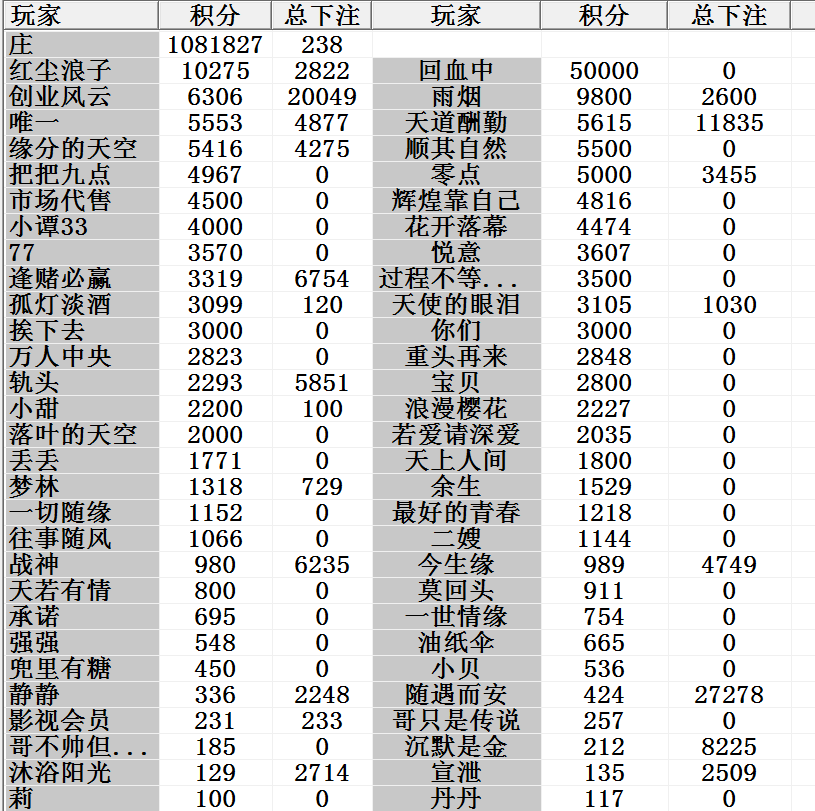 玩家 积分 总下注 玩家 积分 总下注
庄 1081827 238
红尘浪子 10275 2822 回血中 50000 0
创业风云 6306 20049 雨烟 9800 2600
唯一 5553 4877 天道酬勤 5615 11835
缘分的天空 5416 4275 顺其自然 5500 0
把把九点 4967 0 零点 5000 3455
市场代售 4500 0 辉煌靠自己 4816 0
小谭33 4000 0 花开落幕 4474 0
77 3570 0 悦意 3607 0
逢赌必赢 3319 6754 过程不等... 3500 0
孤灯淡酒 3099 120 天使的眼泪 3105 1030
挨下去 3000 0 你们 3000 0
万人中央 2823 0 重头再来 2848 0
轨头 2293 5851 宝贝 2800 0
小甜 2200 100 浪漫樱花 2227 0
落叶的天空 2000 0 若爱请深爱 2035 0
丢丢 1771 0 天上人间 1800 0
梦林 1318 729 余生 1529 0
一切随缘 1152 0 最好的青春 1218 0
往事随风 1066 0 二嫂 1144 0
战神 980 6235 今生缘 989 4749
天若有情 800 0 莫回头 911 0
承诺 695 0 一世情缘 754 0
强强 548 0 油纸伞 665 0
兜里有糖 450 0 小贝 536 0
静静 336 2248 随遇而安 424 27278
影视会员 231 233 哥只是传说 257 0
哥不帅但... 185 0 沉默是金 212 8225
沐浴阳光 129 2714 宣泄 135 2509
莉 100 0 丹丹 117 0